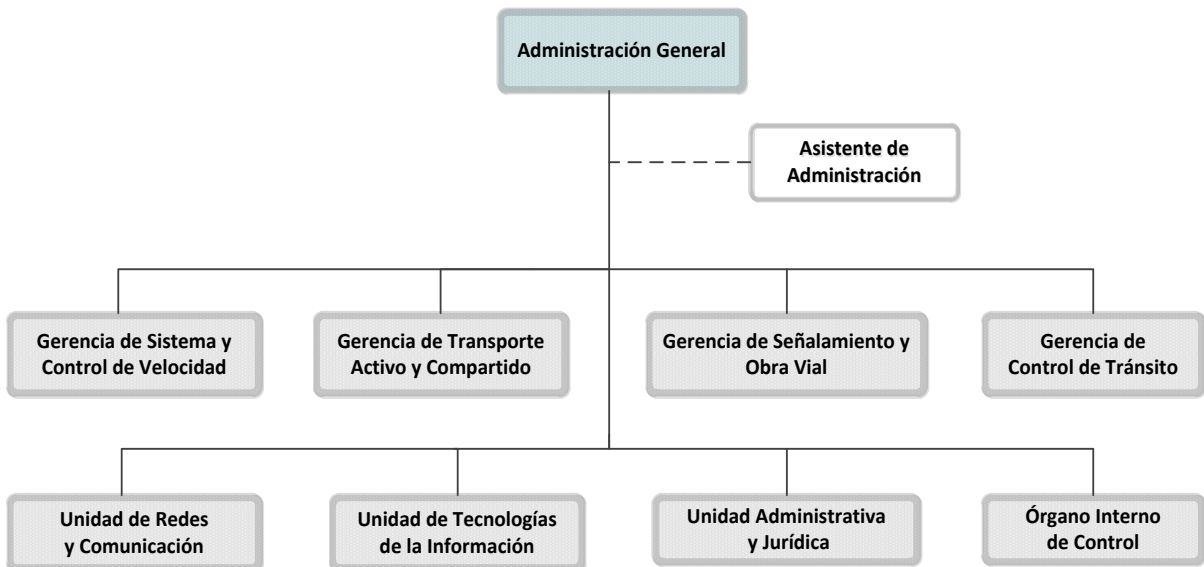 Administración General
Asistente de
Administración
Gerencia de Sistema y
Control de Velocidad
Gerencia de Transporte
Activo y Compartido
Gerencia de Señalamiento y
Obra Vial
Gerencia de
Control de Tránsito
Unidad de Redes
y Comunicación
Unidad de Tecnologías
de la Información
Unidad Administrativa
y Jurídica
Órgano Interno
de Control